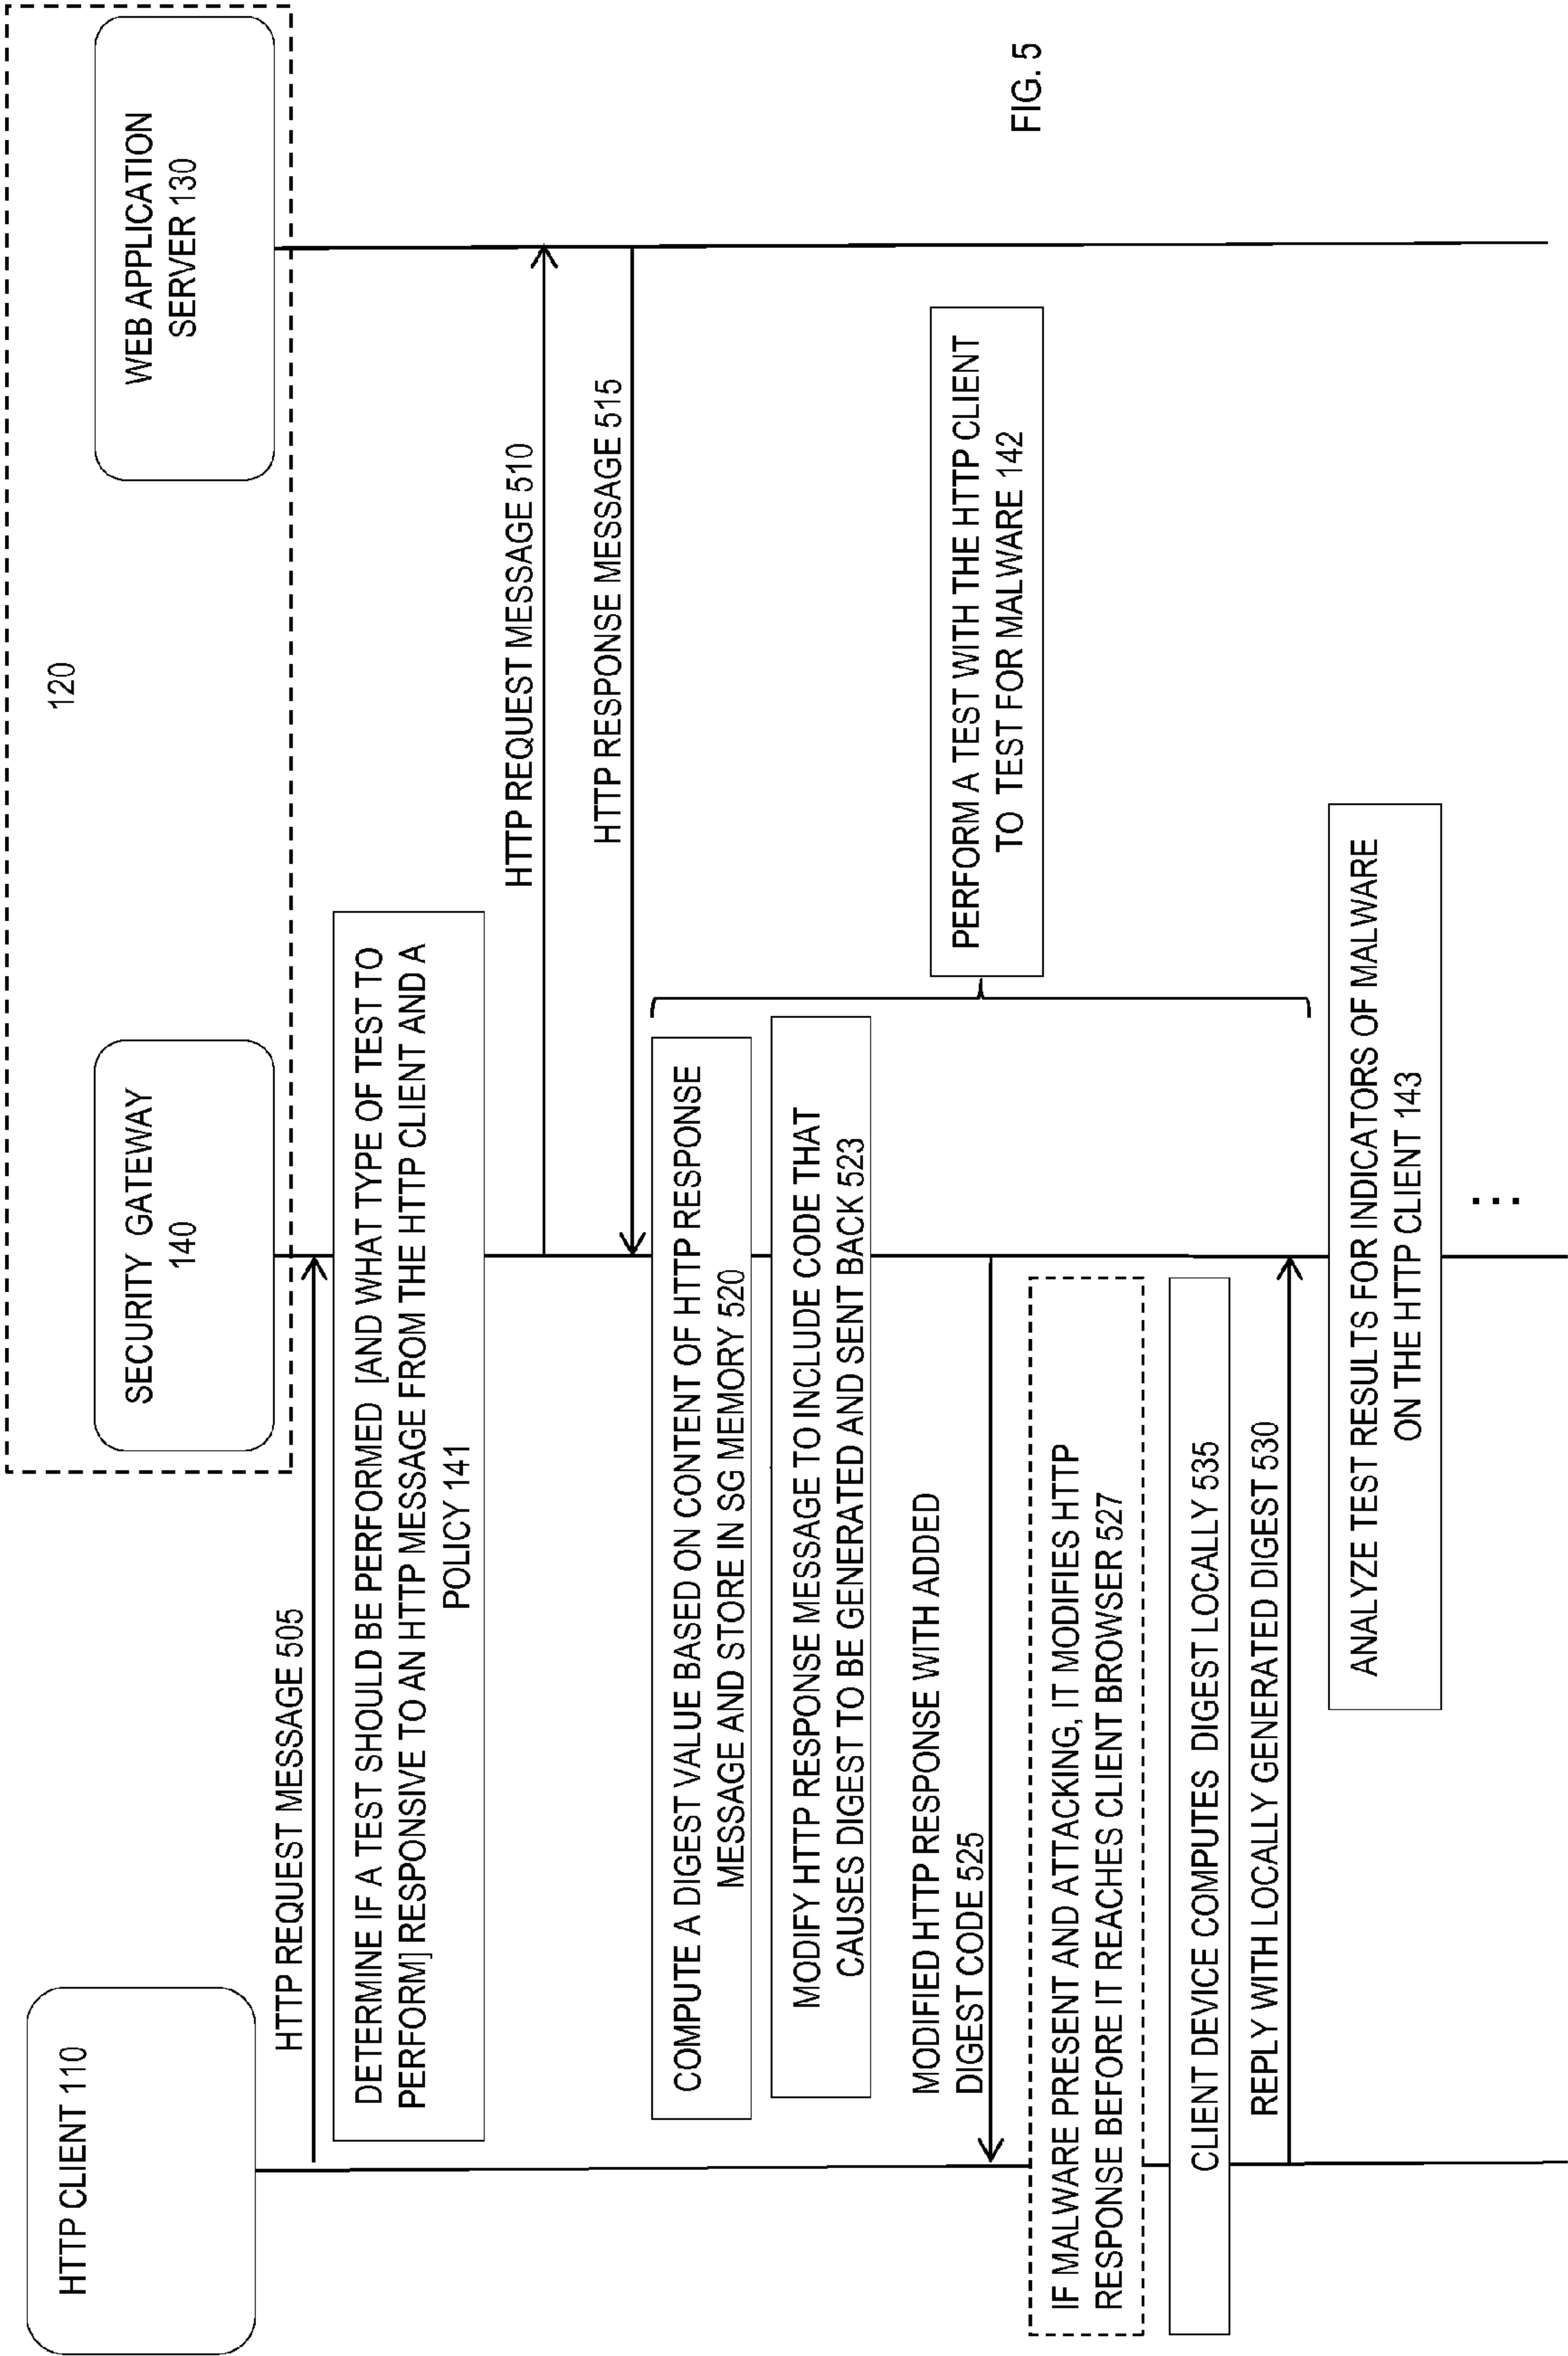 120
HTTP CLIENT 110
SECURITY GATEWAY
140
WEB APPLICATION
SERVER 130
HTTP REQUEST MESSAGE 505
DETERMINE IF A TEST SHOULD BE PERFORMED [AND WHAT TYPE OF TEST TO
PERFORM] RESPONSIVE TO AN HTTP MESSAGE FROM THE HTTP CLIENT AND A
POLICY 141
HTTP REQUEST MESSAGE 510
HTTP RESPONSE MESSAGE 515
COMPUTE A DIGEST VALUE BASED ON CONTENT OF HTTP RESPONSE
MESSAGE AND STORE IN SG MEMORY 520
MODIFY HTTP RESPONSE MESSAGE TO INCLUDE CODE THAT
CAUSES DIGEST TO BE GENERATED AND SENT BACK 523
MODIFIED HTTP RESPONSE WITH ADDED
DIGEST CODE 525
PERFORM A TEST WITH THE HTTP CLIENT
TO TEST FOR MALWARE 142
IF MALWARE PRESENT AND ATTACKING, IT MODIFIES HTTP
RESPONSE BEFORE IT REACHES CLIENT BROWSER 527
CLIENT DEVICE COMPUTES DIGEST LOCALLY 535
REPLY WITH LOCALLY GENERATED DIGEST 530
ANALYZE TEST RESULTS FOR INDICATORS OF MALWARE
ON THE HTTP CLIENT 143
...
FIG. 5